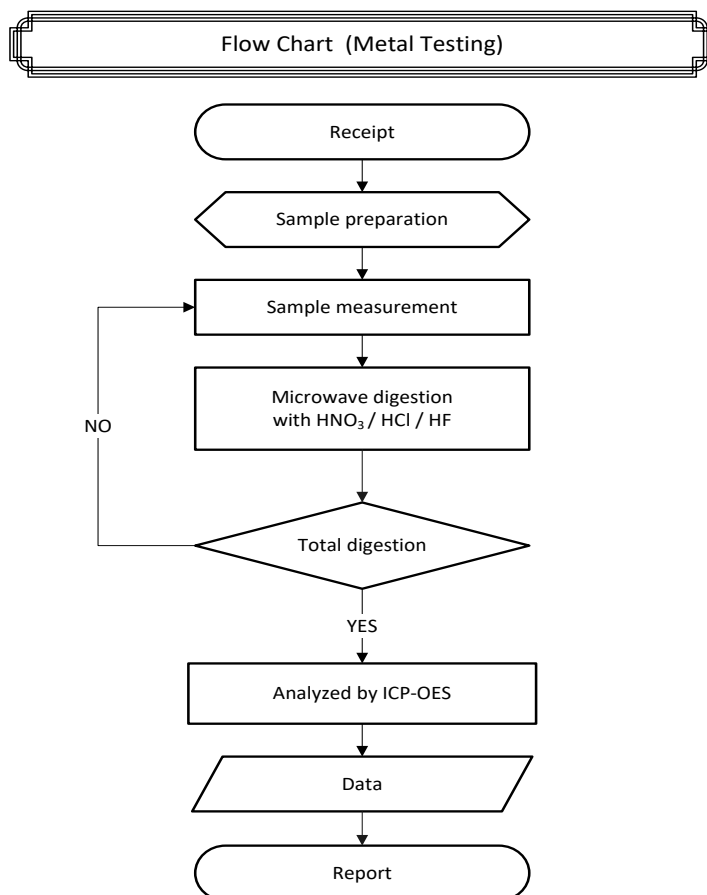 Flow Chart (Metal Testing)
Receipt
Sample preparation
Sample measurement
Microwave digestion
with HNO₃ / HCl / HF
NO
Total digestion
YES
Analyzed by ICP-OES
Data
Report